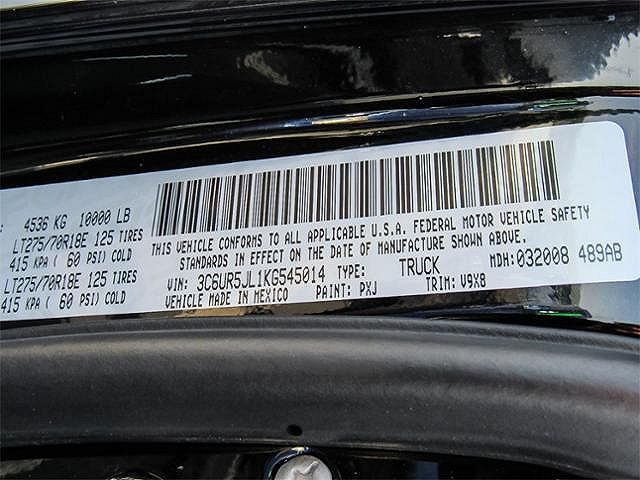 4536 KG 10000 LB
LT275/70R18E 125 TIRES
415 KPA ( 60 PSI) COLD
LT275/70R18E 125 TIRES
415 KPA ( 60 PSI) COLD
THIS VEHICLE CONFORMS TO ALL APPLICABLE U.S.A. FEDERAL MOTOR VEHICLE SAFETY
STANDARDS IN EFFECT ON THE DATE OF MANUFACTURE SHOWN ABOVE.
VIN: 3C6UR5JL1KG545014 TYPE: TRUCK MDH:032008 489AB
VEHICLE MADE IN MEXICO PAINT: PXJ TRIM: V9X8